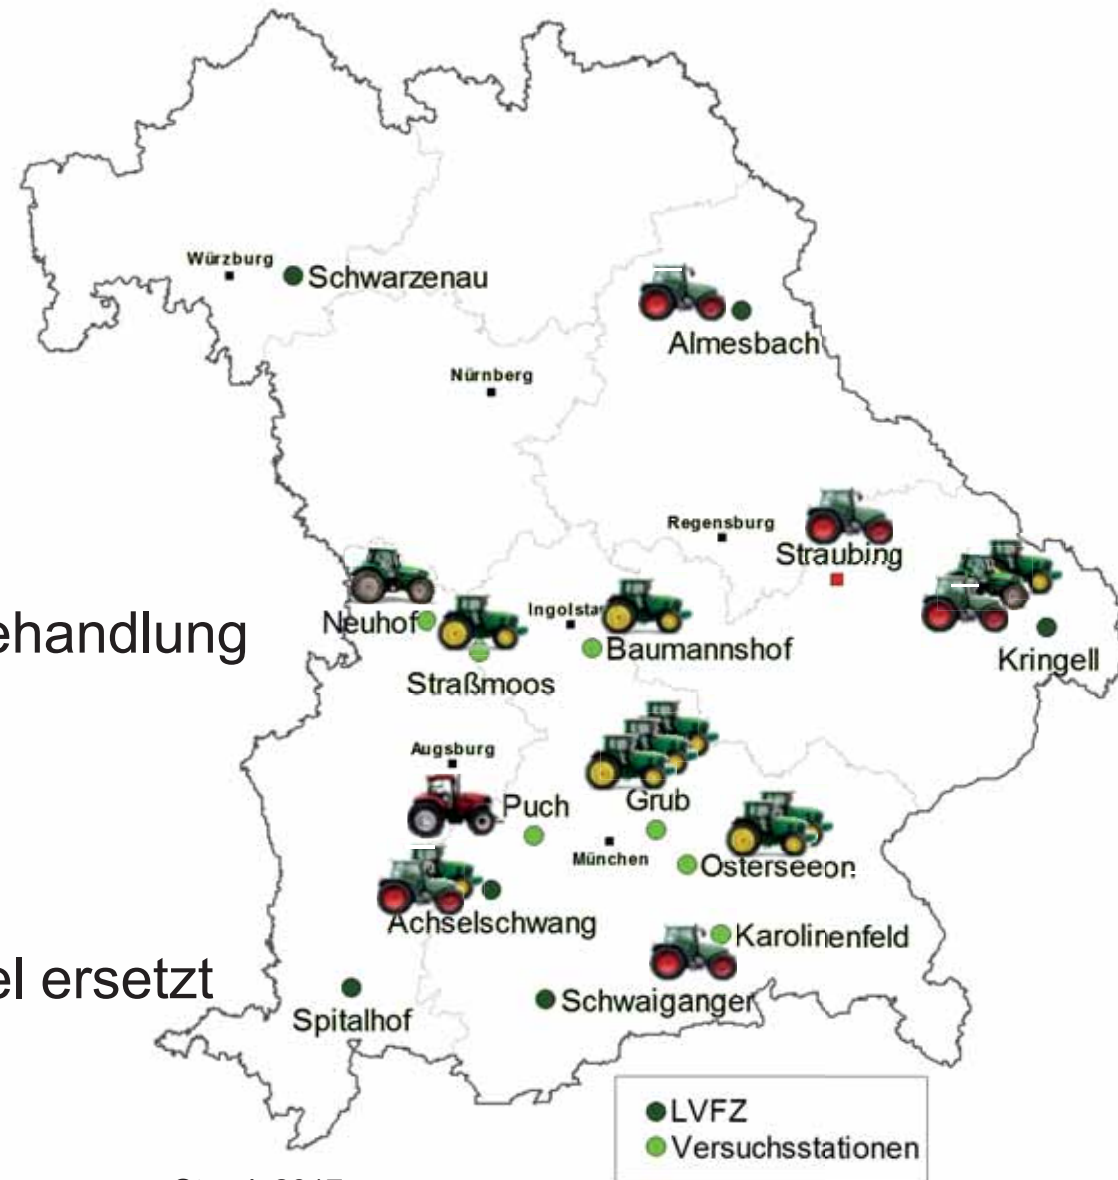 Würzburg
Schwarzenau
Almesbach
Nürnberg
Regensburg
Straubing
Neuhof
Ingolsta
ehandlung
Baumannshof
Kringell
Straßmoos
Augsburg
Puch
Grub
München
Osterseeon
Achselschwang
Karolinenfeld
el ersetzt
Schwaiganger
Spitalhof
LVFZ
Versuchsstationen